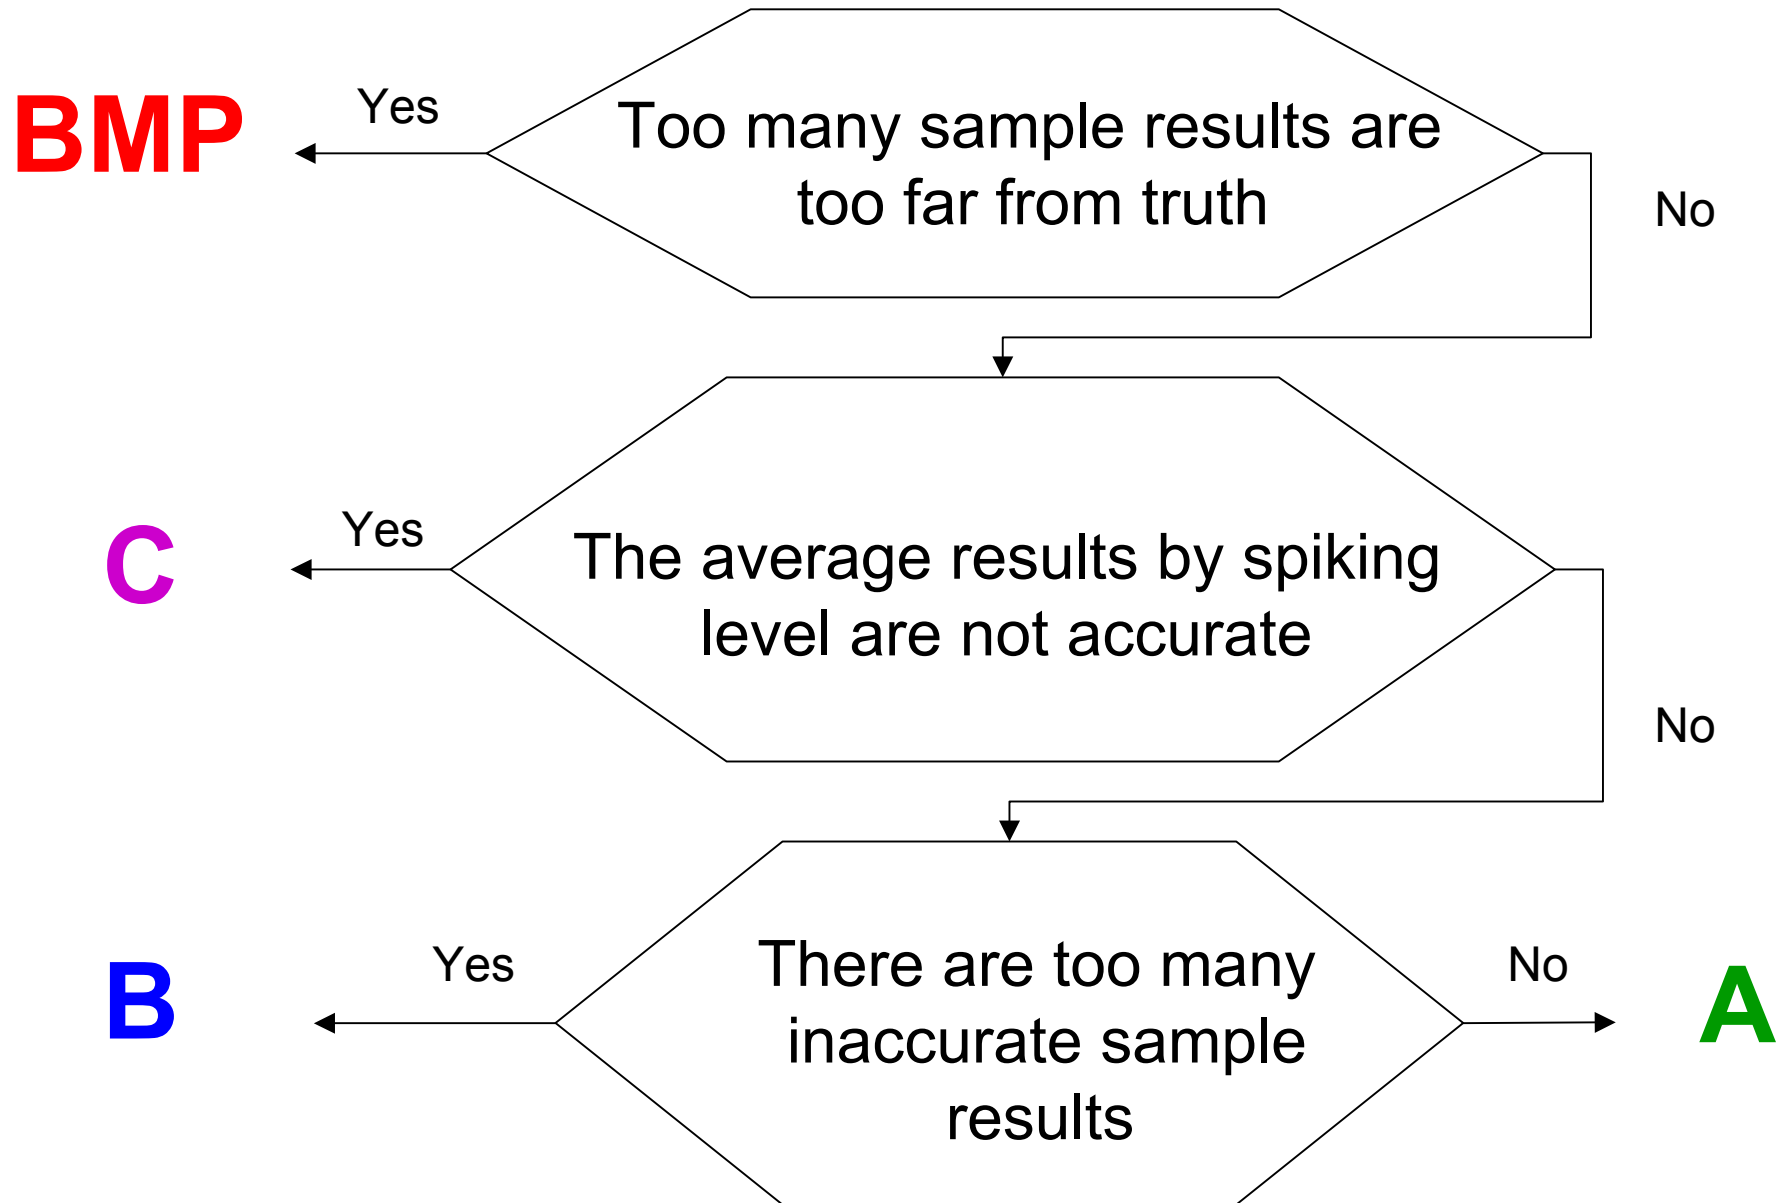 BMP
Yes
Too many sample results are
too far from truth
No
C
Yes
The average results by spiking
level are not accurate
No
B
Yes
There are too many
inaccurate sample
results
No
A